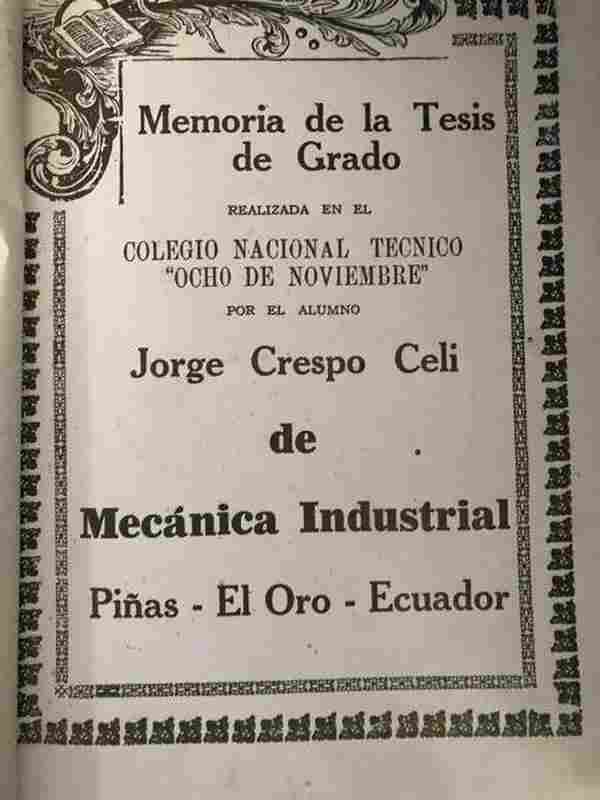 Memoria de la Tesis
de Grado
REALIZADA EN EL
COLEGIO NACIONAL TECNICO
"OCHO DE NOVIEMBRE"
POR EL ALUMNO
Jorge Crespo Celi
de
Mecánica Industrial
Piñas - El Oro - Ecuador